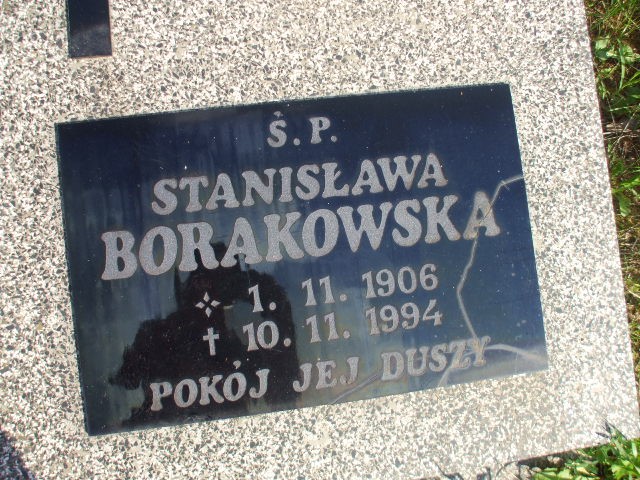 Ś.P.
STANISŁAWA
BORAKOWSKA
1. 11. 1906
† 10. 11. 1994
POKÓJ JEJ DUSZY